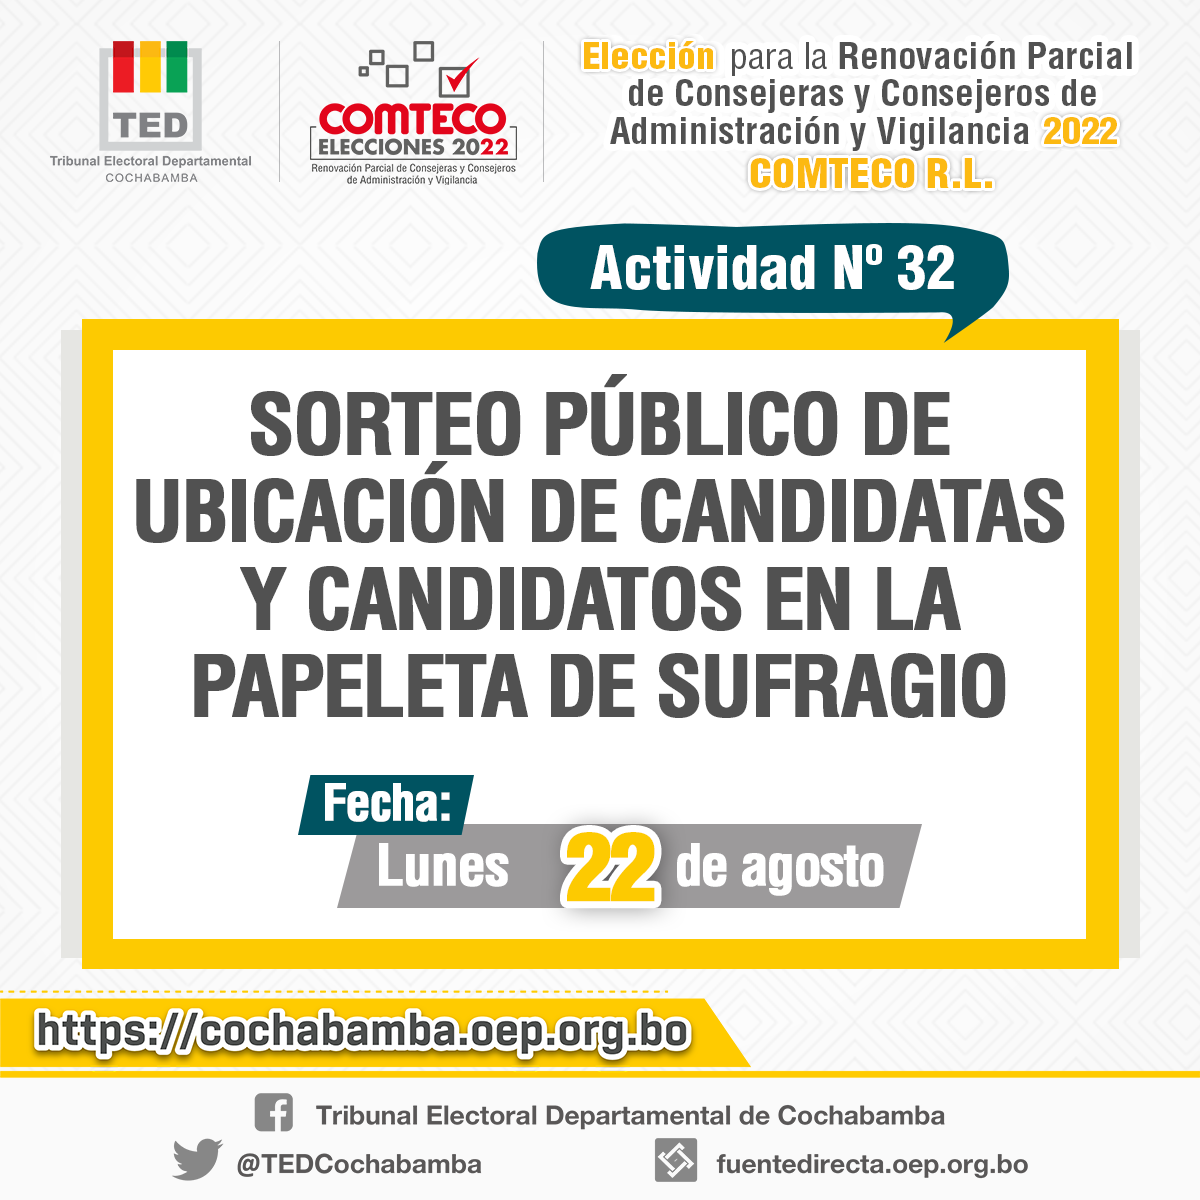 TED
Tribunal Electoral Departamental
COCHABAMBA
COMTECO
ELECCIONES 2022
Renovación Parcial de Consejeras y Consejeros
de Administración y Vigilancia
Elección para la Renovación Parcial
de Consejeras y Consejeros de
Administración y Vigilancia 2022
COMTECO R.L.
Actividad Nº 32
SORTEO PÚBLICO DE
UBICACIÓN DE CANDIDATAS
Y CANDIDATOS EN LA
PAPELETA DE SUFRAGIO
Fecha:
Lunes 22 de agosto
https://cochabamba.oep.org.bo
Tribunal Electoral Departamental de Cochabamba
@TEDCochabamba
fuentedirecta.oep.org.bo